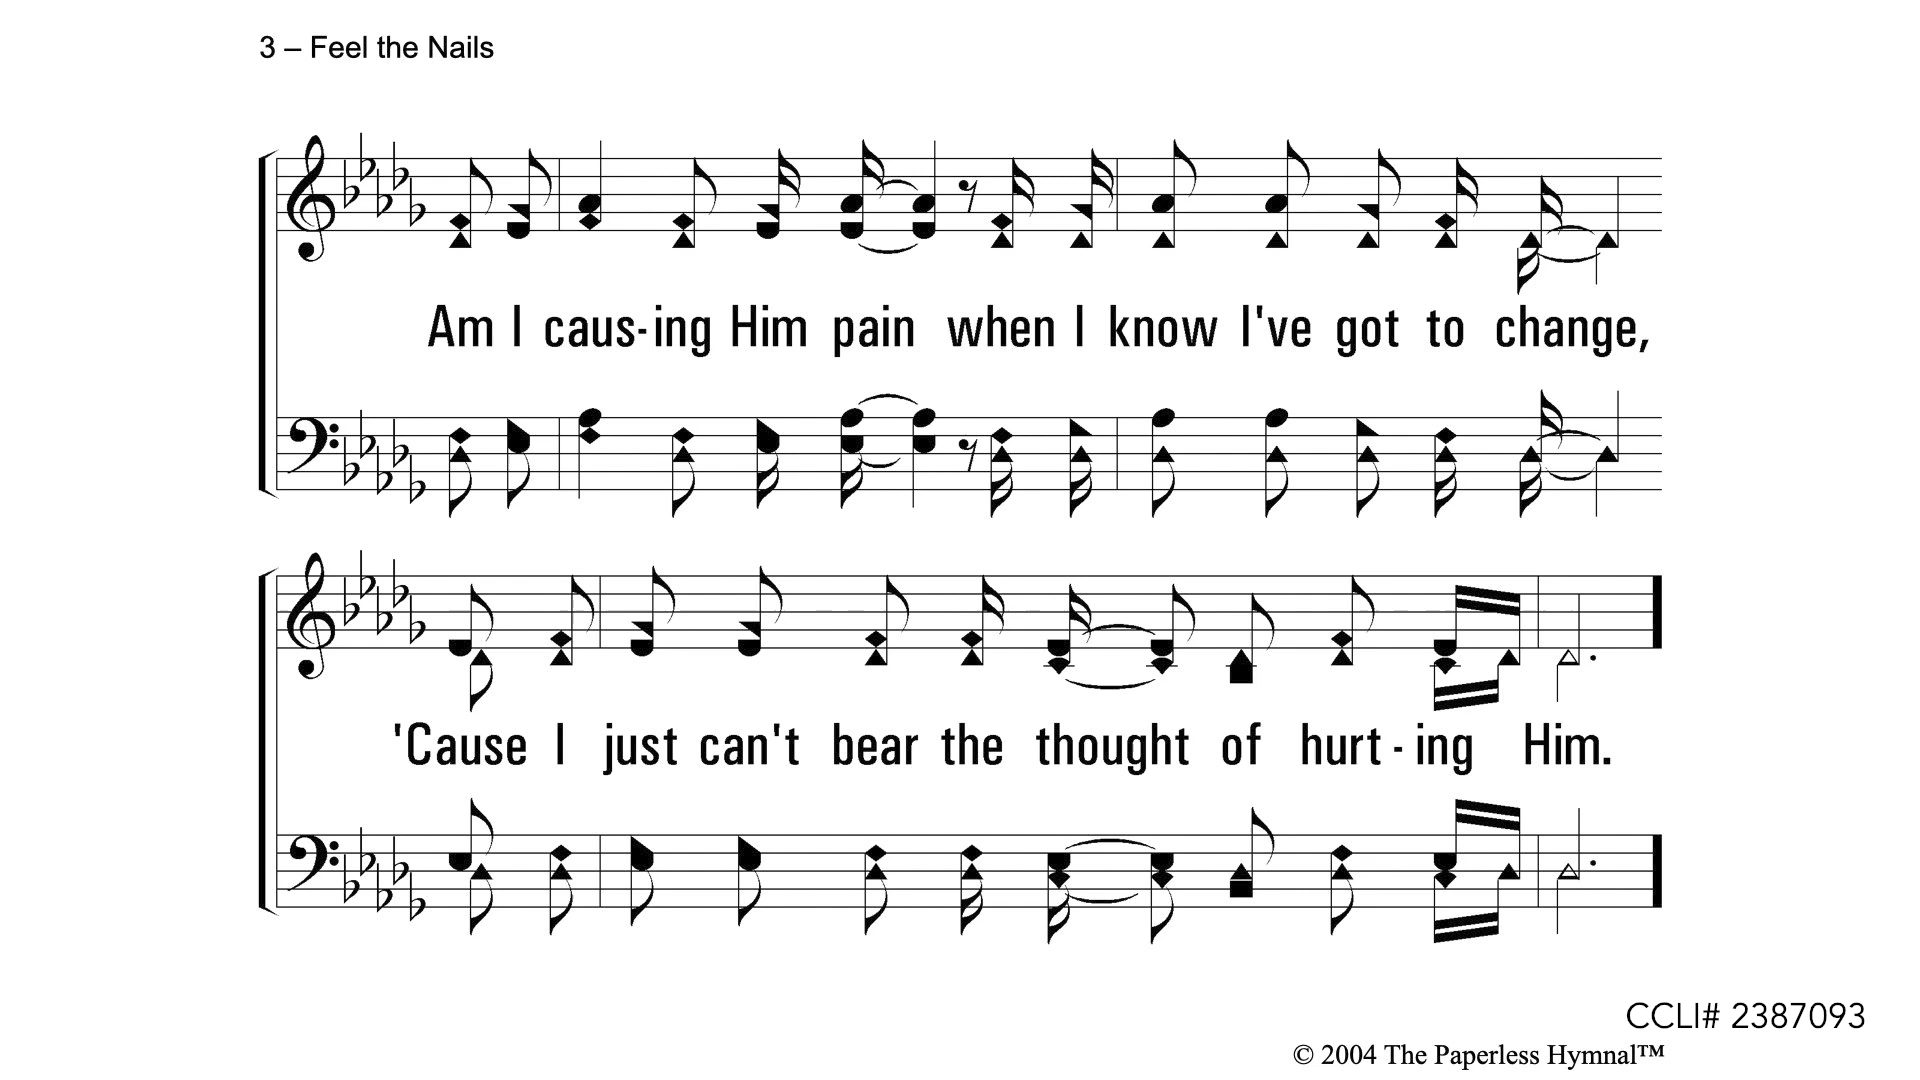 3 – Feel the Nails
Am I caus-ing Him pain when I know I've got to change,
'Cause I just can't bear the thought of hurt-ing Him.
CCLI# 2387093
© 2004 The Paperless Hymnal™